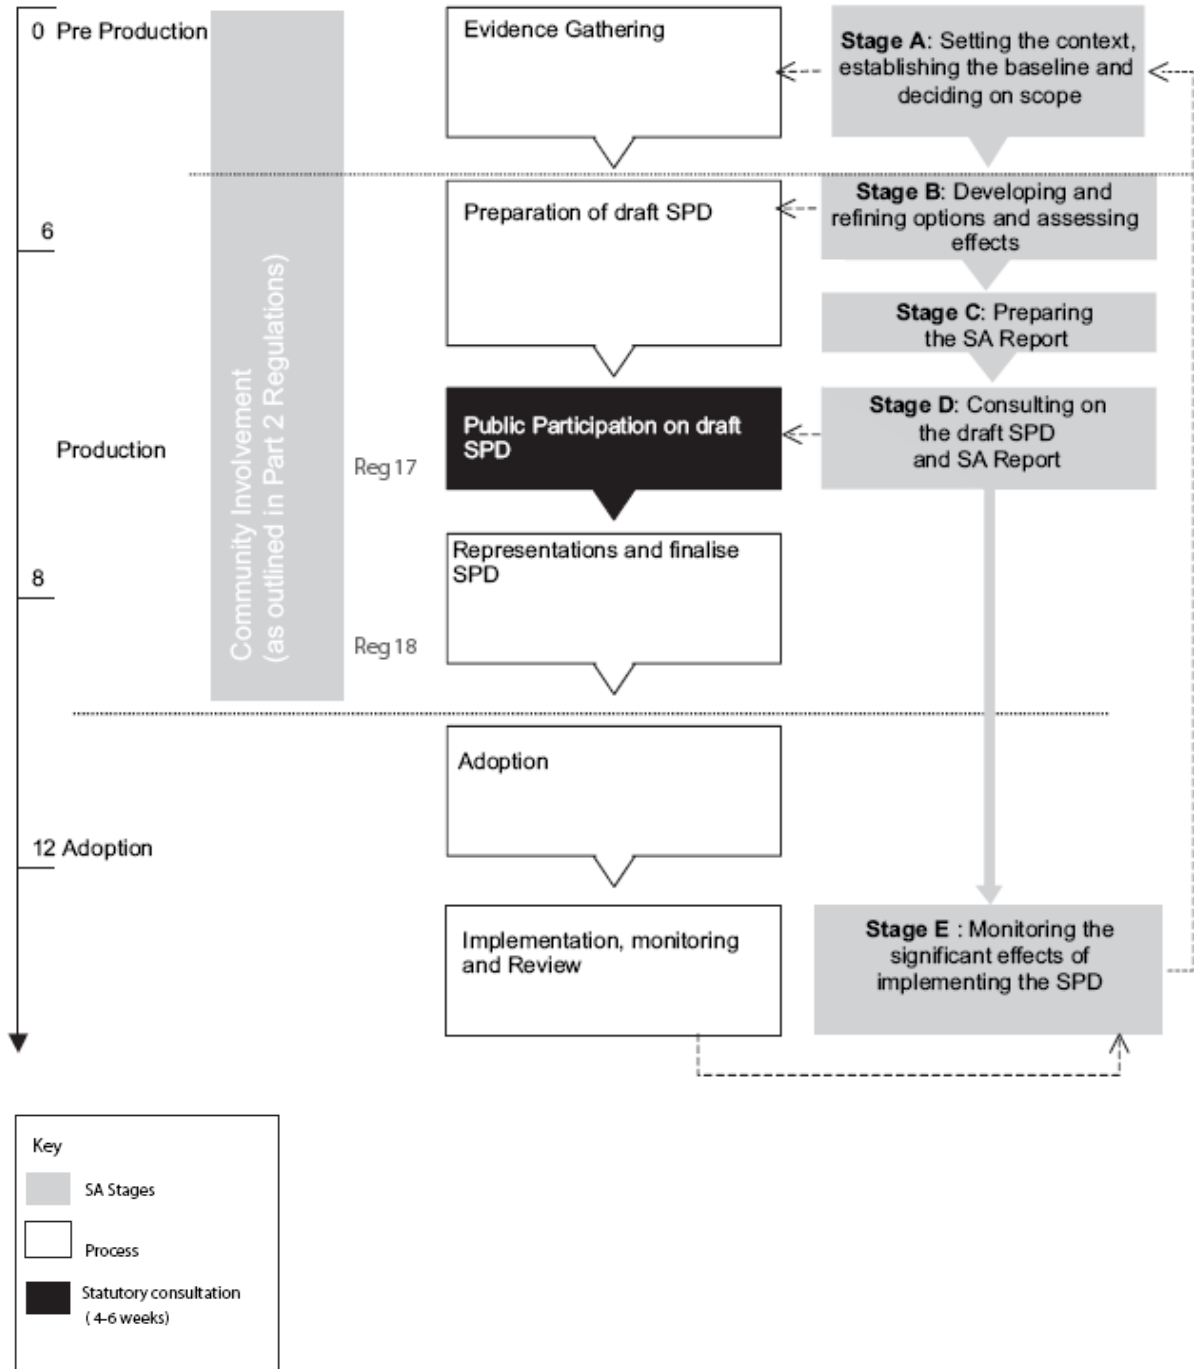 0 Pre Production
6
Production
8
12 Adoption
Community Involvement
(as outlined in Part 2 Regulations)
Reg 17
Reg 18
Evidence Gathering
Preparation of draft SPD
Public Participation on draft
SPD
Representations and finalise
SPD
Adoption
Implementation, monitoring
and Review
Stage A: Setting the context,
establishing the baseline and
deciding on scope
Stage B: Developing and
refining options and assessing
effects
Stage C: Preparing
the SA Report
Stage D: Consulting on
the draft SPD
and SA Report
Stage E : Monitoring the
significant effects of
implementing the SPD
Key
SA Stages
Process
Statutory consultation
( 4-6 weeks)